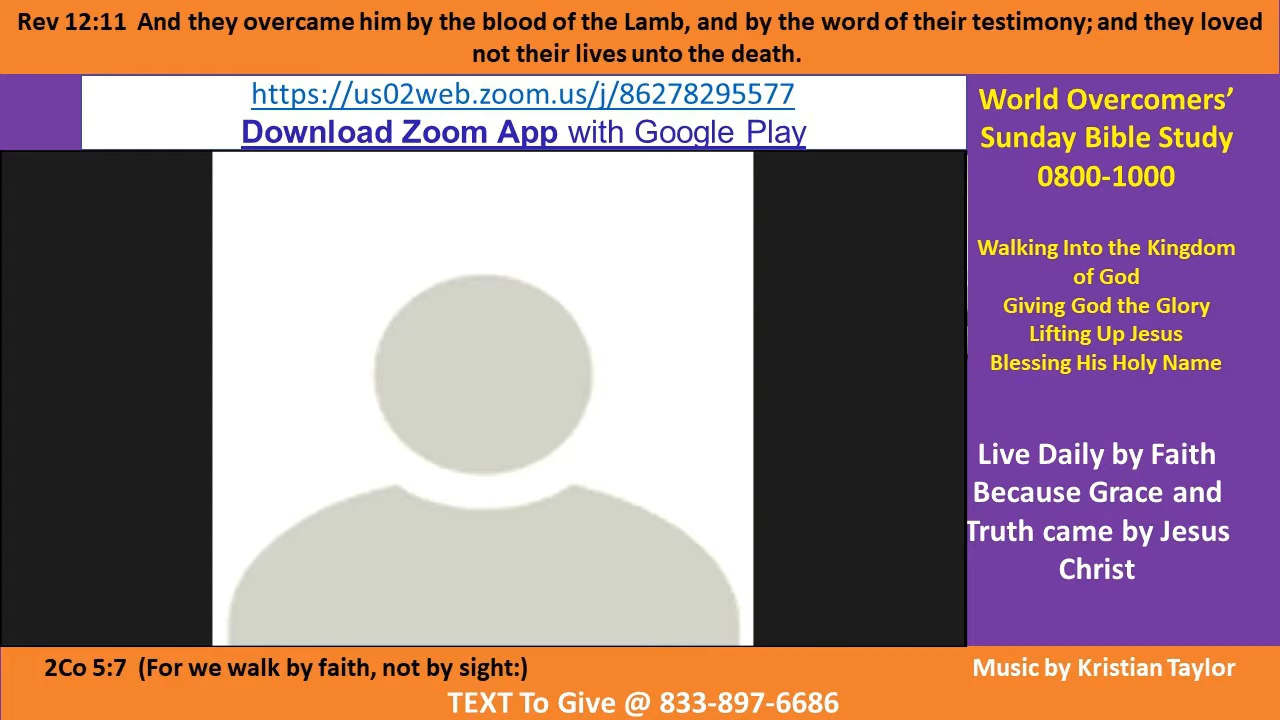 Rev 12:11 And they overcame him by the blood of the Lamb, and by the word of their testimony; and they loved
not their lives unto the death.
https://us02web.zoom.us/j/86278295577
Download Zoom App with Google Play
World Overcomers’
Sunday Bible Study
0800-1000
Walking Into the Kingdom
of God
Giving God the Glory
Lifting Up Jesus
Blessing His Holy Name
Live Daily by Faith
Because Grace and
Truth came by Jesus
Christ
2Co 5:7 (For we walk by faith, not by sight:)
Music by Kristian Taylor
TEXT To Give @ 833-897-6686